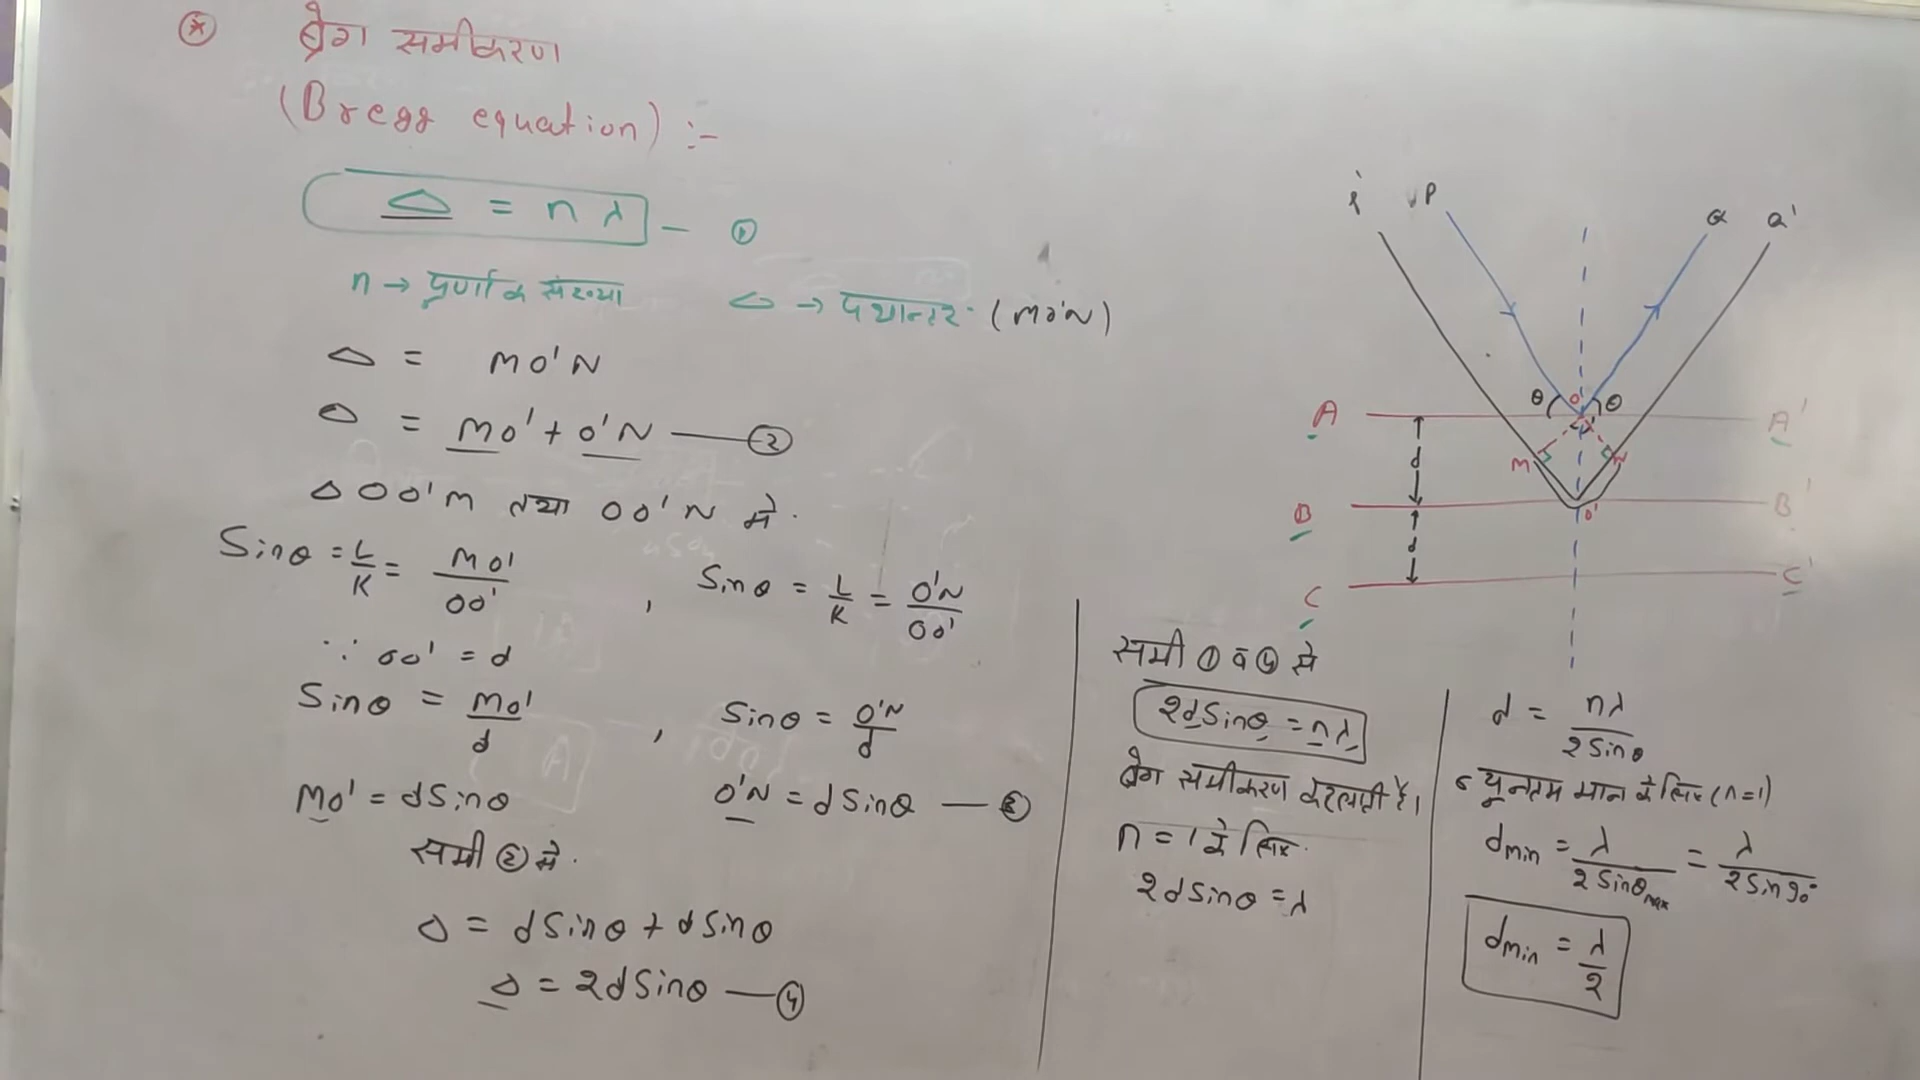 * ब्रेग समीकरण
(Bregg equation) :-
Δ = nλ — ①
n → पूर्णांक संख्या Δ → पथान्तर (MO'N)
Δ = MO'N
Δ = MO' + O'N — ②
Δ OO'M तथा OO'N में.
Sinθ = L/K = MO'/OO' , Sinθ = L/K = O'N/OO'
∵ OO' = d
Sinθ = MO'/d , Sinθ = O'N/d
MO' = dSinθ O'N = dSinθ — ③
समी ② से.
Δ = dSinθ + dSinθ
Δ = 2dSinθ — ④
P Q Q'
θ O θ
A A'
d
M N
B O' B'
d
C C'
समी ① व ④ से
2dSinθ = nλ
ब्रेग समीकरण कहलाती है।
n = 1 के लिए.
2dSinθ = λ
d = nλ/2Sinθ
न्यूनतम मान के लिए (n=1)
dmin = λ/2Sinθmax = λ/2Sin90°
dmin = λ/2